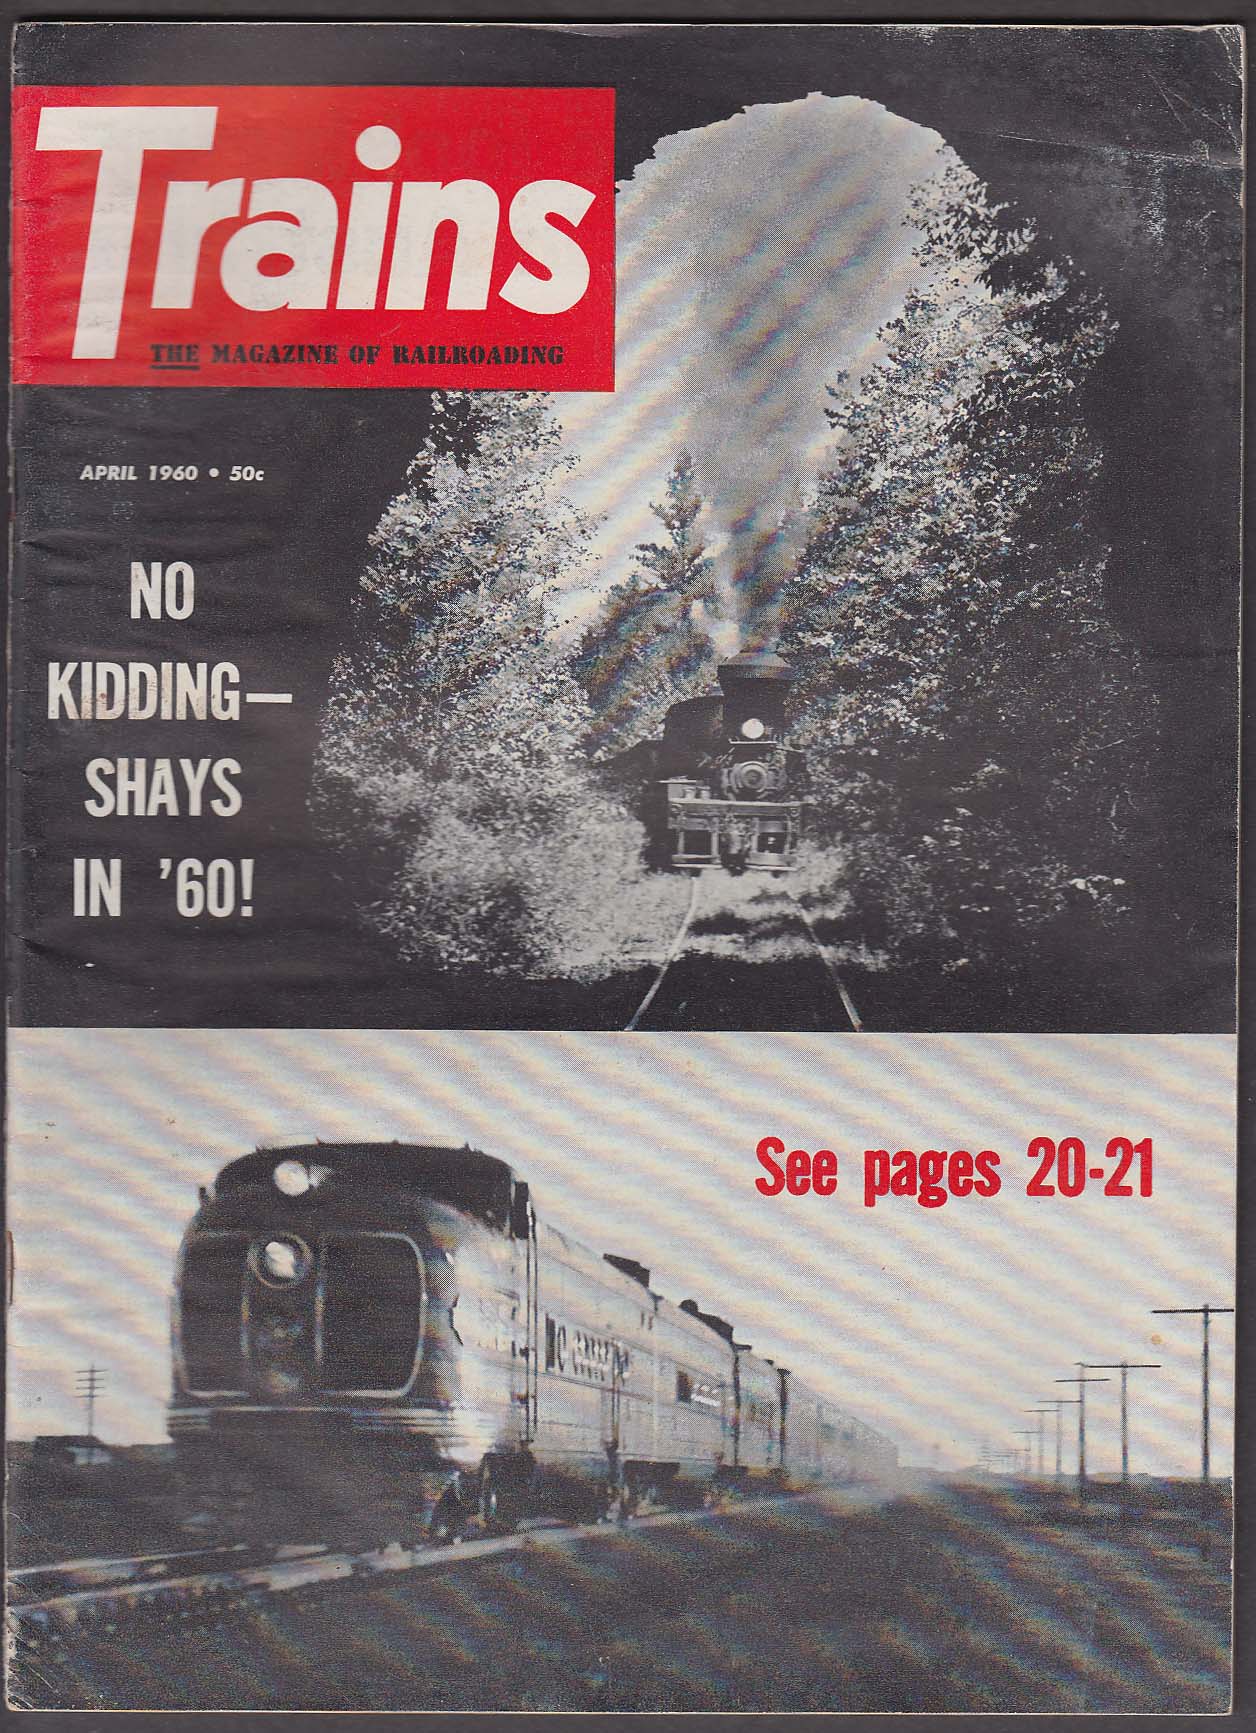 Trains
THE MAGAZINE OF RAILROADING
APRIL 1960 • 50c
NO
KIDDING—
SHAYS
IN '60!
See pages 20-21